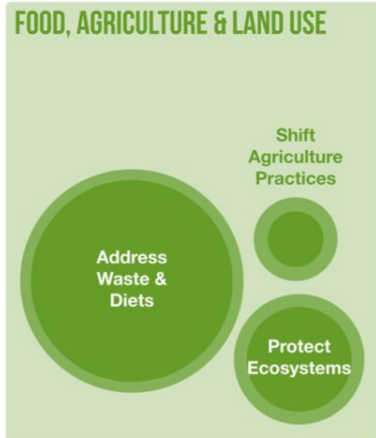 FOOD, AGRICULTURE & LAND USE
Shift
Agriculture
Practices
Address
Waste &
Diets
Protect
Ecosystems